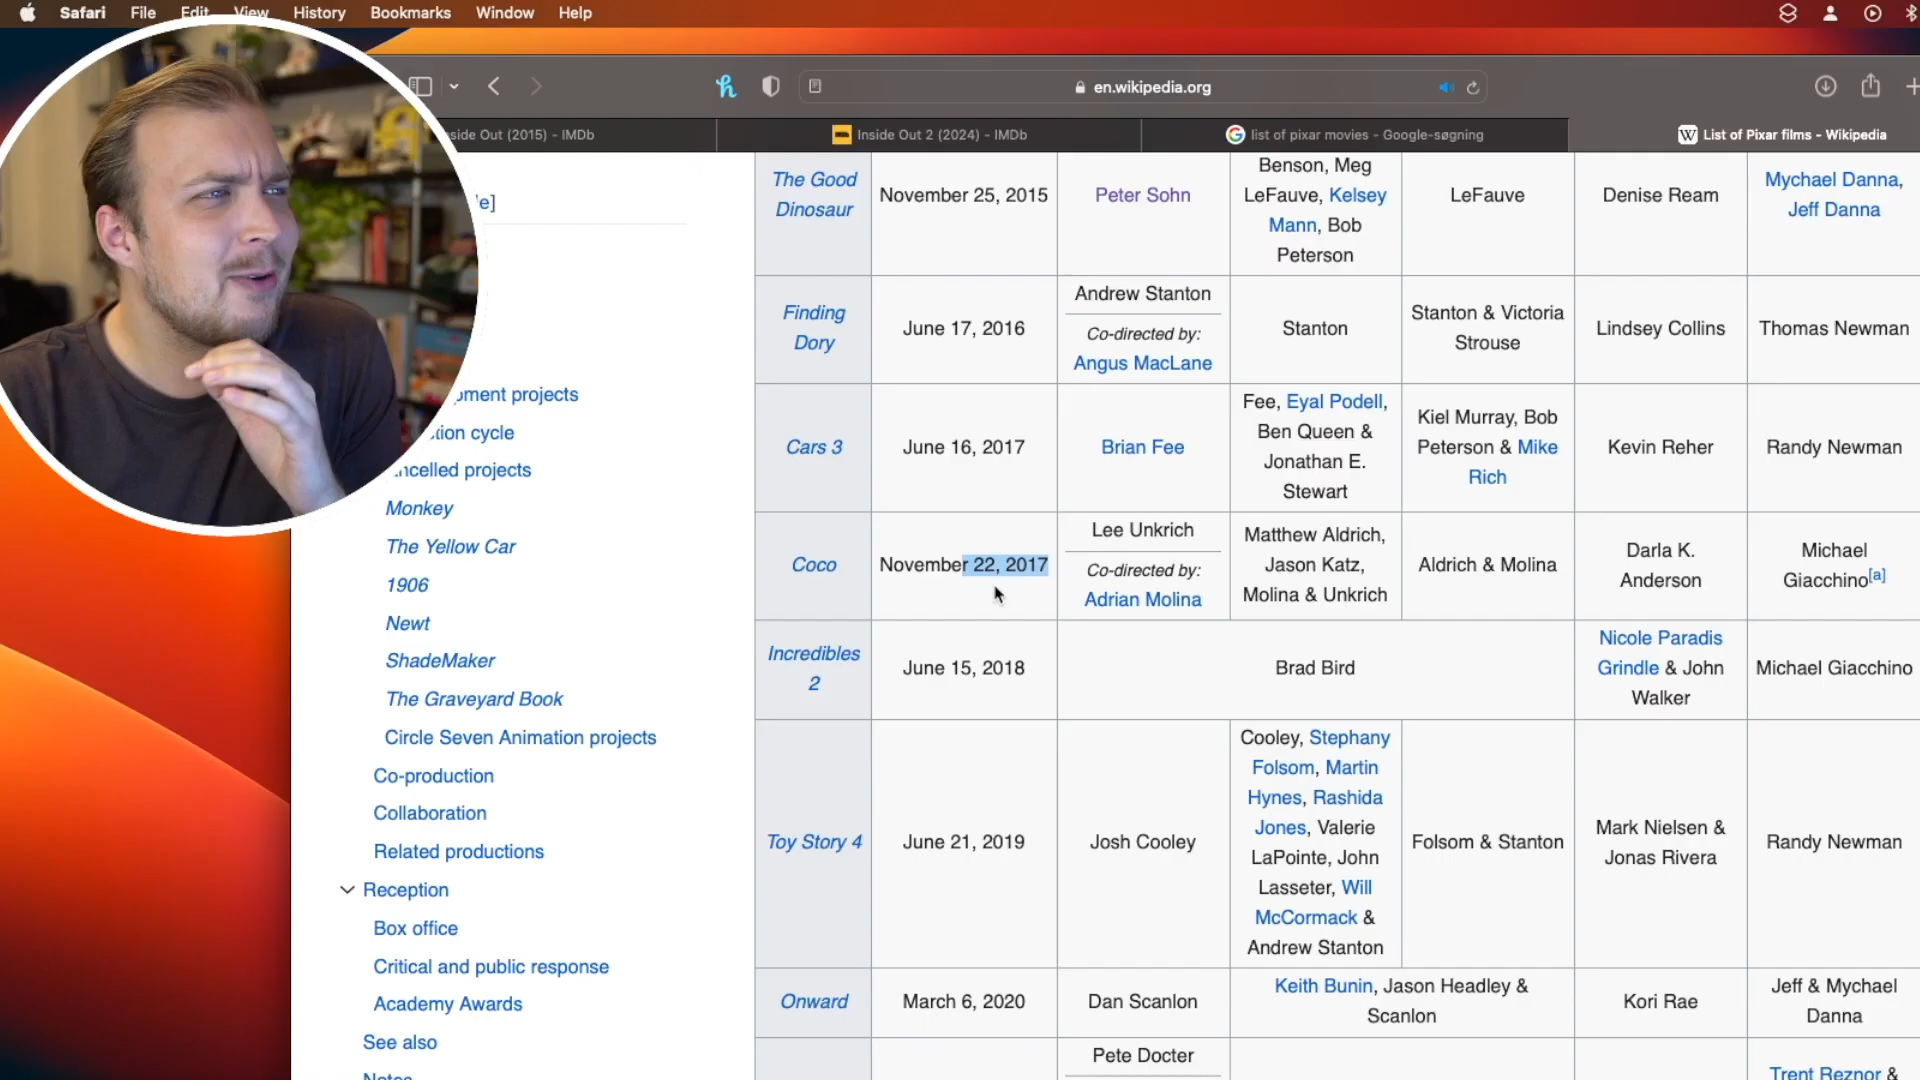 Safari File Edit View History Bookmarks Window Help
en.wikipedia.org
side Out (2015) - IMDb
Inside Out 2 (2024) - IMDb
list of pixar movies - Google-søgning
List of Pixar films - Wikipedia
The Good
Dinosaur
November 25, 2015
Peter Sohn
Benson, Meg
LeFauve, Kelsey
Mann, Bob
Peterson
LeFauve
Denise Ream
Mychael Danna,
Jeff Danna
Finding
Dory
June 17, 2016
Andrew Stanton
Co-directed by:
Angus MacLane
Stanton
Stanton & Victoria
Strouse
Lindsey Collins
Thomas Newman
Cars 3
June 16, 2017
Brian Fee
Fee, Eyal Podell,
Ben Queen &
Jonathan E.
Stewart
Kiel Murray, Bob
Peterson & Mike
Rich
Kevin Reher
Randy Newman
Coco
November 22, 2017
Lee Unkrich
Co-directed by:
Adrian Molina
Matthew Aldrich,
Jason Katz,
Molina & Unkrich
Aldrich & Molina
Darla K.
Anderson
Michael
Giacchino[a]
Incredibles
2
June 15, 2018
Brad Bird
Nicole Paradis
Grindle & John
Walker
Michael Giacchino
Toy Story 4
June 21, 2019
Josh Cooley
Cooley, Stephany
Folsom, Martin
Hynes, Rashida
Jones, Valerie
LaPointe, John
Lasseter, Will
McCormack &
Andrew Stanton
Folsom & Stanton
Mark Nielsen &
Jonas Rivera
Randy Newman
Onward
March 6, 2020
Dan Scanlon
Keith Bunin, Jason Headley &
Scanlon
Kori Rae
Jeff & Mychael
Danna
Pete Docter
Trent Reznor &
e]
pment projects
tion cycle
ncelled projects
Monkey
The Yellow Car
1906
Newt
ShadeMaker
The Graveyard Book
Circle Seven Animation projects
Co-production
Collaboration
Related productions
Reception
Box office
Critical and public response
Academy Awards
See also
Notes